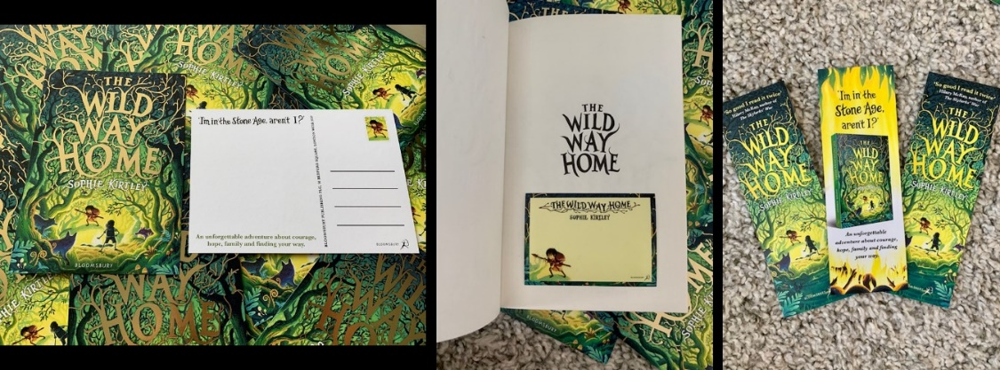 WAY
HOME
SOPHIE KIRTLEY
THE
WILD
WAY
HOME
SOPHIE KIRTLEY
BLOOMSBURY
'I'm in the Stone Age, aren't I?'
An unforgettable adventure about courage,
hope, family and finding your way.
BLOOMSBURY
WAY
HOME
THE
WILD
WAY
HOME
THE WILD WAY HOME
SOPHIE KIRTLEY
'So good I read it twice'
Hilary McKay, author of
The Skylarks' War
THE
WILD
WAY
HOME
SOPHIE KIRTLEY
'I'm in the
Stone Age,
aren't I?'
THE
WILD
WAY
HOME
An unforgettable
adventure about courage,
hope, family and finding
your way.
'So good I read it twice'
Hilary McKay, author of
The Skylarks' War
THE
WILD
WAY
HOME
SOPHIE KIRTLEY